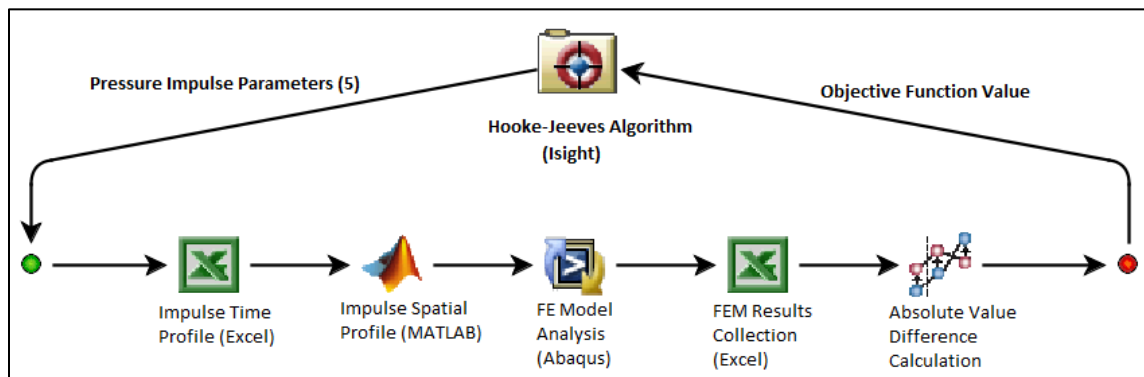 Pressure Impulse Parameters (5)
Objective Function Value
Hooke-Jeeves Algorithm
(Isight)
Impulse Time
Profile (Excel)
Impulse Spatial
Profile (MATLAB)
FE Model
Analysis
(Abaqus)
FEM Results
Collection
(Excel)
Absolute Value
Difference
Calculation